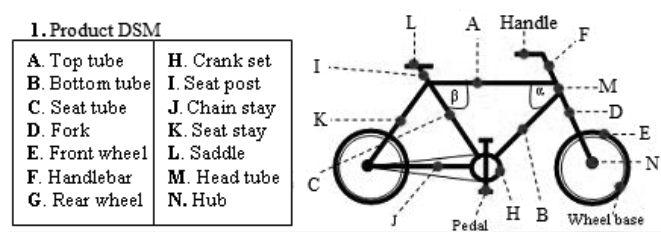 1. Product DSM
A. Top tube
B. Bottom tube
C. Seat tube
D. Fork
E. Front wheel
F. Handlebar
G. Rear wheel
H. Crank set
I. Seat post
J. Chain stay
K. Seat stay
L. Saddle
M. Head tube
N. Hub
L
A
Handle
F
I
β
α
M
D
K
E
N
C
J
Pedal
H
B
Wheel base